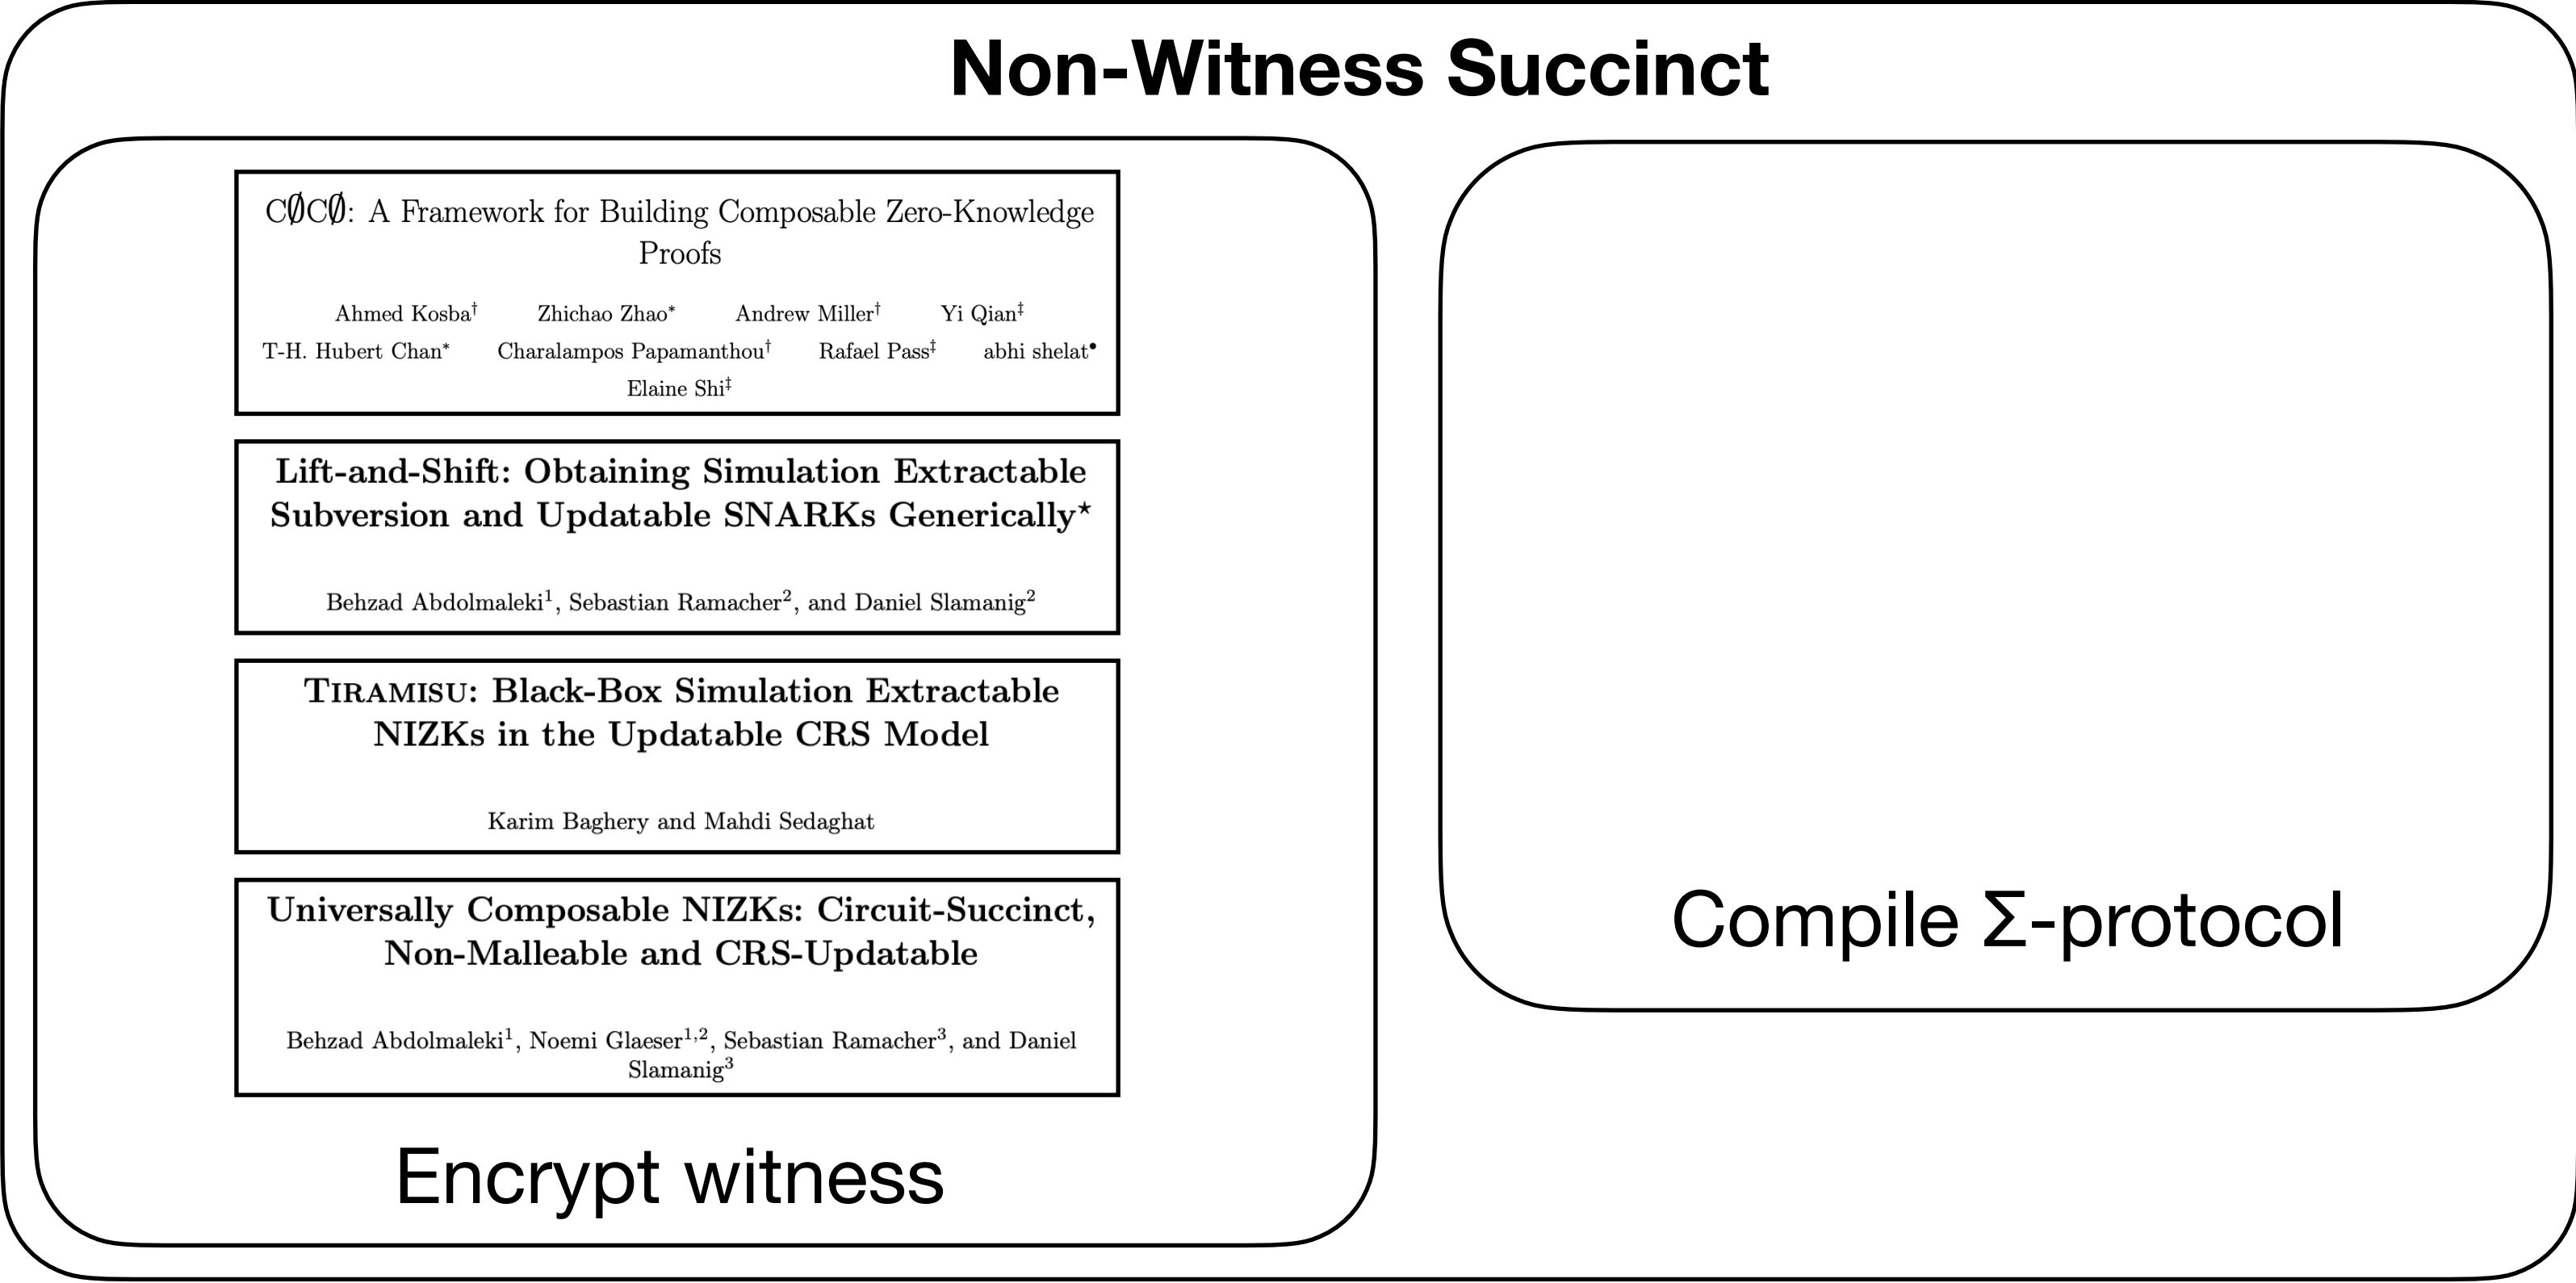 Non-Witness Succinct
C∅C∅: A Framework for Building Composable Zero-Knowledge
Proofs
Ahmed Kosba† Zhichao Zhao* Andrew Miller† Yi Qian‡
T-H. Hubert Chan* Charalampos Papamanthou† Rafael Pass‡ abhi shelat•
Elaine Shi‡
Lift-and-Shift: Obtaining Simulation Extractable
Subversion and Updatable SNARKs Generically⋆
Behzad Abdolmaleki1, Sebastian Ramacher2, and Daniel Slamanig2
TIRAMISU: Black-Box Simulation Extractable
NIZKs in the Updatable CRS Model
Karim Baghery and Mahdi Sedaghat
Universally Composable NIZKs: Circuit-Succinct,
Non-Malleable and CRS-Updatable
Behzad Abdolmaleki1, Noemi Glaeser1,2, Sebastian Ramacher3, and Daniel
Slamanig3
Encrypt witness
Compile Σ-protocol